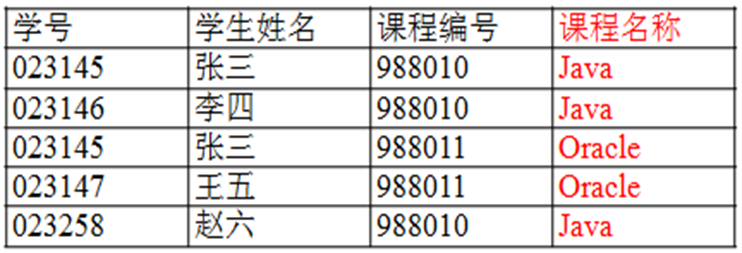 学号 学生姓名 课程编号 课程名称
023145 张三 988010 Java
023146 李四 988010 Java
023145 张三 988011 Oracle
023147 王五 988011 Oracle
023258 赵六 988010 Java